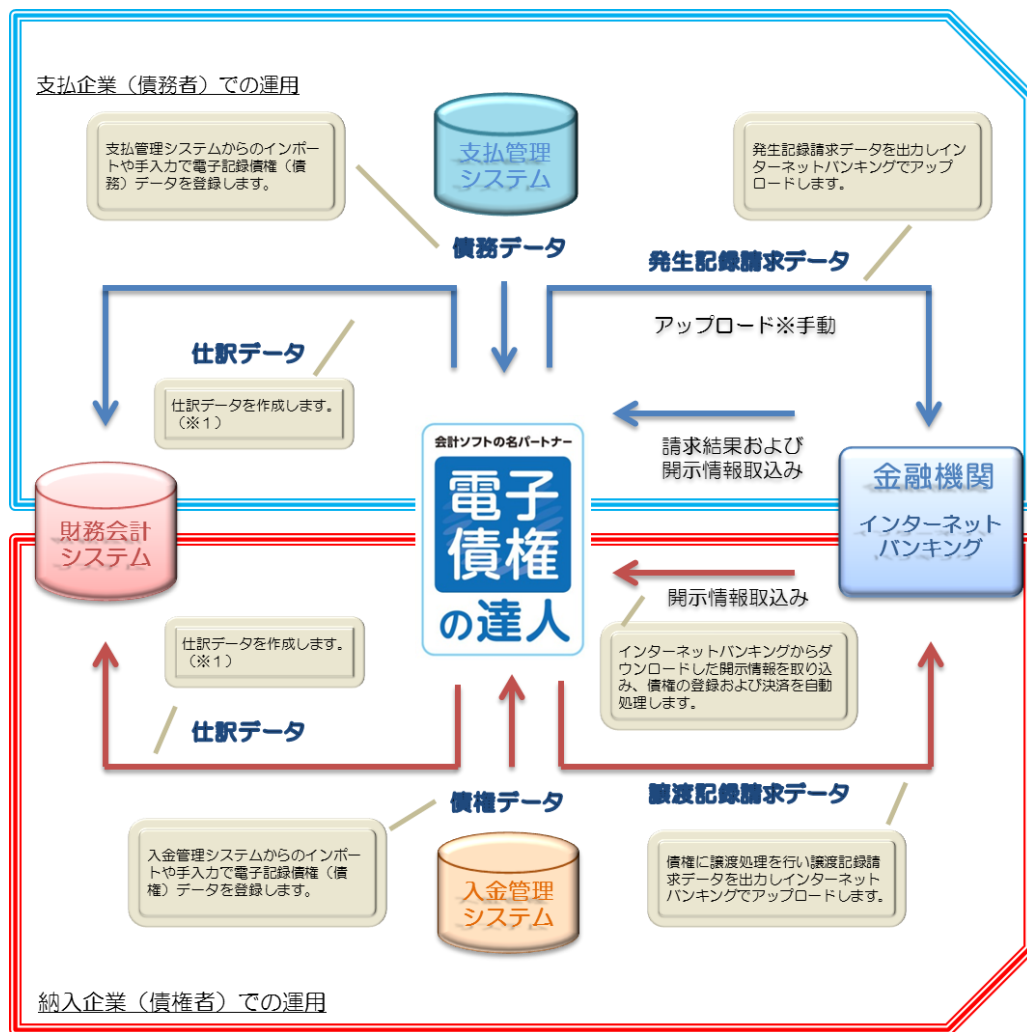 支払企業（債務者）での運用
支払管理システムからのインポー
トや手入力で電子記録債権（債
務）データを登録します。
支払管理
システム
発生記録請求データを出力しイン
ターネットバンキングでアップ
ロードします。
債務データ
発生記録請求データ
アップロード※手動
仕訳データ
仕訳データを作成します。
（※１）
請求結果および
開示情報取込み
会計ソフトの名パートナー
電子
債権
の達人
金融機関
インターネット
バンキング
財務会計
システム
開示情報取込み
仕訳データを作成します。
（※１）
インターネットバンキングからダ
ウンロードした開示情報を取り込
み、債権の登録および決済を自動
処理します。
仕訳データ
債権データ
譲渡記録請求データ
入金管理システムからのインポー
トや手入力で電子記録債権（債
権）データを登録します。
入金管理
システム
債権に譲渡処理を行い譲渡記録請
求データを出力しインターネット
バンキングでアップロードします。
納入企業（債権者）での運用